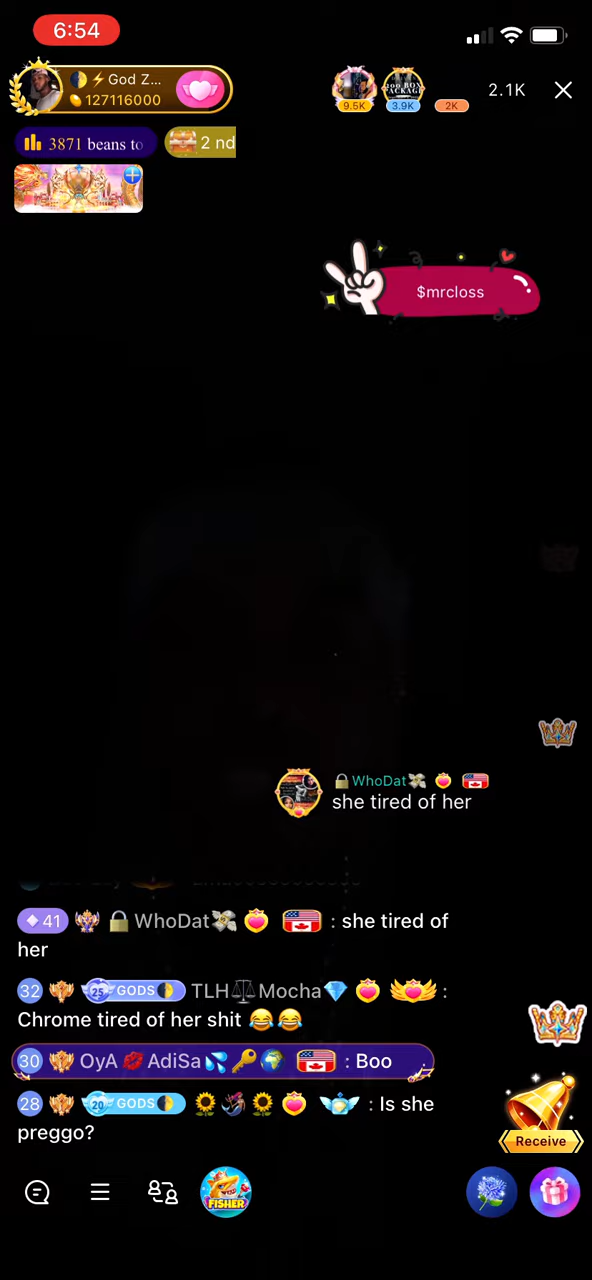 6:54
God Z...
127116000
9.5K
3.9K
2K
2.1K
3871 beans to
2 nd
$mrcloss
WhoDat
she tired of her
41 WhoDat : she tired of
her
32 25 GODS TLH Mocha :
Chrome tired of her shit 😂😂
30 OyA 💋 AdiSa💦 🔑 🌍 : Boo
28 20 GODS 🌻 🌻 : Is she
preggo?
Receive
FISHER